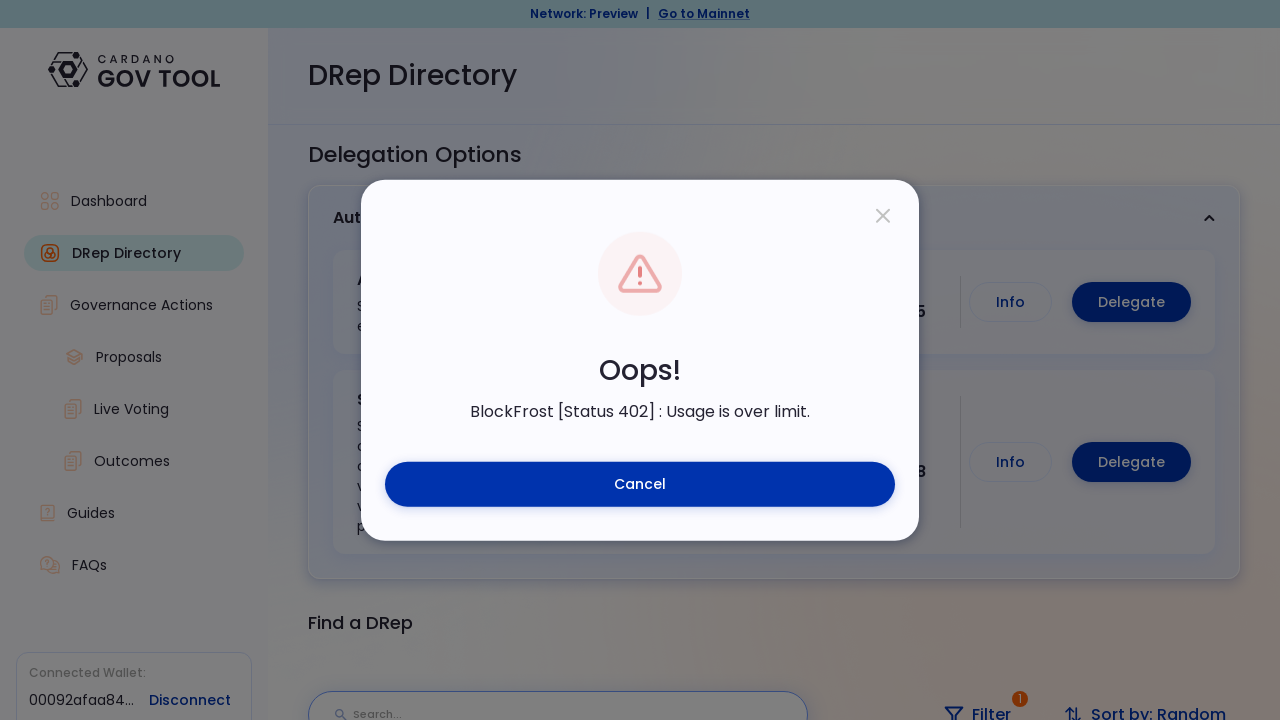 Network: Preview | Go to Mainnet
CARDANO
GOV TOOL
DRep Directory
Delegation Options
Dashboard
DRep Directory
Governance Actions
Proposals
Live Voting
Outcomes
Guides
FAQs
Connected Wallet:
00092afaa84... Disconnect
Info
Delegate
Info
Delegate
Oops!
BlockFrost [Status 402] : Usage is over limit.
Cancel
Find a DRep
Search...
Filter
1
Sort by: Random